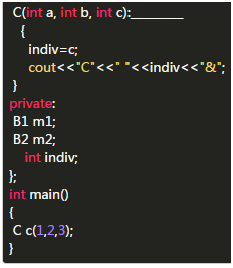 C(int a, int b, int c):________
{
indiv=c;
cout<<"C"<<" '"<<indiv<<"&";
}
private:
B1 m1;
B2 m2;
int indiv;
};
int main()
{
C c(1,2,3);
}